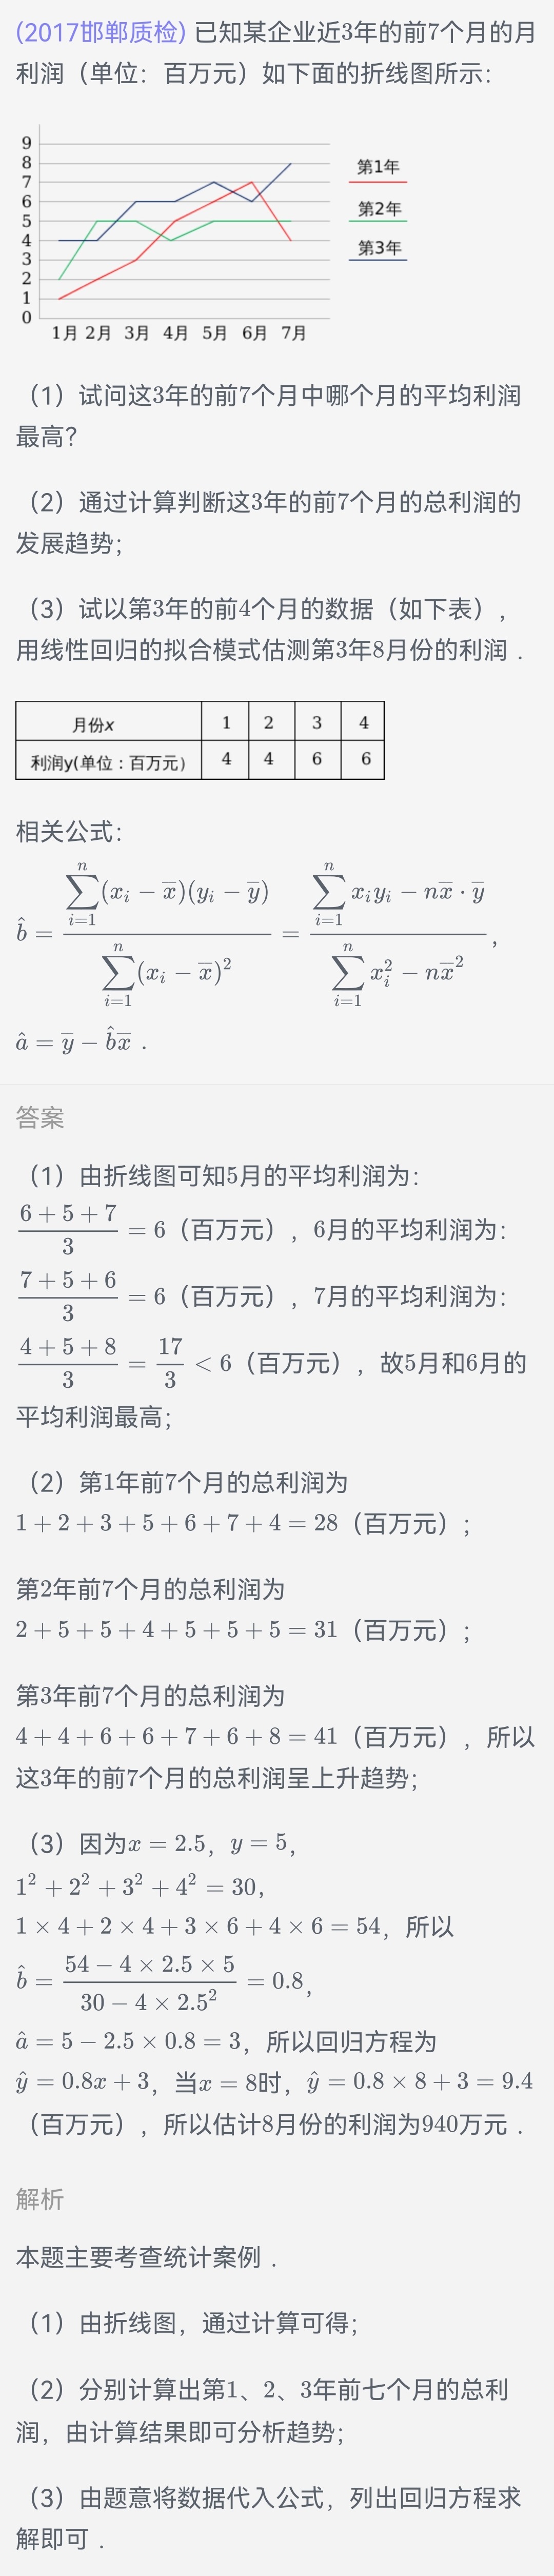 (2017邯郸质检) 已知某企业近3年的前7个月的月
利润（单位：百万元）如下面的折线图所示：
9
8
7
6
5
4
3
2
1
0
1月 2月 3月 4月 5月 6月 7月
第1年
第2年
第3年
（1）试问这3年的前7个月中哪个月的平均利润
最高？
（2）通过计算判断这3年的前7个月的总利润的
发展趋势；
（3）试以第3年的前4个月的数据（如下表），
用线性回归的拟合模式估测第3年8月份的利润．
月份x 1 2 3 4
利润y(单位：百万元) 4 4 6 6
相关公式：
$\hat{b} = \dfrac{\sum_{i=1}^{n}(x_i - \overline{x})(y_i - \overline{y})}{\sum_{i=1}^{n}(x_i - \overline{x})^2} = \dfrac{\sum_{i=1}^{n} x_i y_i - n\overline{x} \cdot \overline{y}}{\sum_{i=1}^{n} x_i^2 - n\overline{x}^2}$，
$\hat{a} = \overline{y} - \hat{b}\overline{x}$．
答案
（1）由折线图可知5月的平均利润为：
$\dfrac{6+5+7}{3} = 6$（百万元），6月的平均利润为：
$\dfrac{7+5+6}{3} = 6$（百万元），7月的平均利润为：
$\dfrac{4+5+8}{3} = \dfrac{17}{3} < 6$（百万元），故5月和6月的
平均利润最高；
（2）第1年前7个月的总利润为
1 + 2 + 3 + 5 + 6 + 7 + 4 = 28（百万元）；
第2年前7个月的总利润为
2 + 5 + 5 + 4 + 5 + 5 + 5 = 31（百万元）；
第3年前7个月的总利润为
4 + 4 + 6 + 6 + 7 + 6 + 8 = 41（百万元），所以
这3年的前7个月的总利润呈上升趋势；
（3）因为$x = 2.5$，$y = 5$，
$1^2 + 2^2 + 3^2 + 4^2 = 30$，
1 × 4 + 2 × 4 + 3 × 6 + 4 × 6 = 54，所以
$\hat{b} = \dfrac{54 - 4 \times 2.5 \times 5}{30 - 4 \times 2.5^2} = 0.8$，
$\hat{a} = 5 - 2.5 \times 0.8 = 3$，所以回归方程为
$\hat{y} = 0.8x + 3$，当$x = 8$时，$\hat{y} = 0.8 \times 8 + 3 = 9.4$
（百万元），所以估计8月份的利润为940万元．
解析
本题主要考查统计案例．
（1）由折线图，通过计算可得；
（2）分别计算出第1、2、3年前七个月的总利
润，由计算结果即可分析趋势；
（3）由题意将数据代入公式，列出回归方程求
解即可．